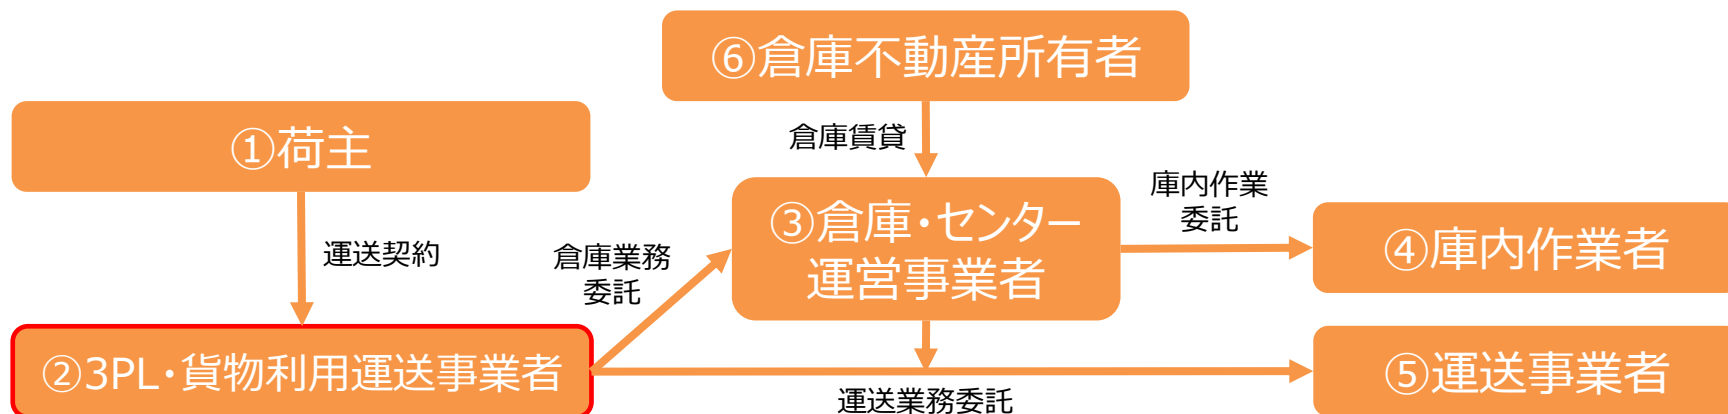 ⑥倉庫不動産所有者
①荷主
倉庫賃貸
庫内作業
委託
③倉庫・センター
運営事業者
④庫内作業者
運送契約
倉庫業務
委託
②3PL・貨物利用運送事業者
⑤運送事業者
運送業務委託